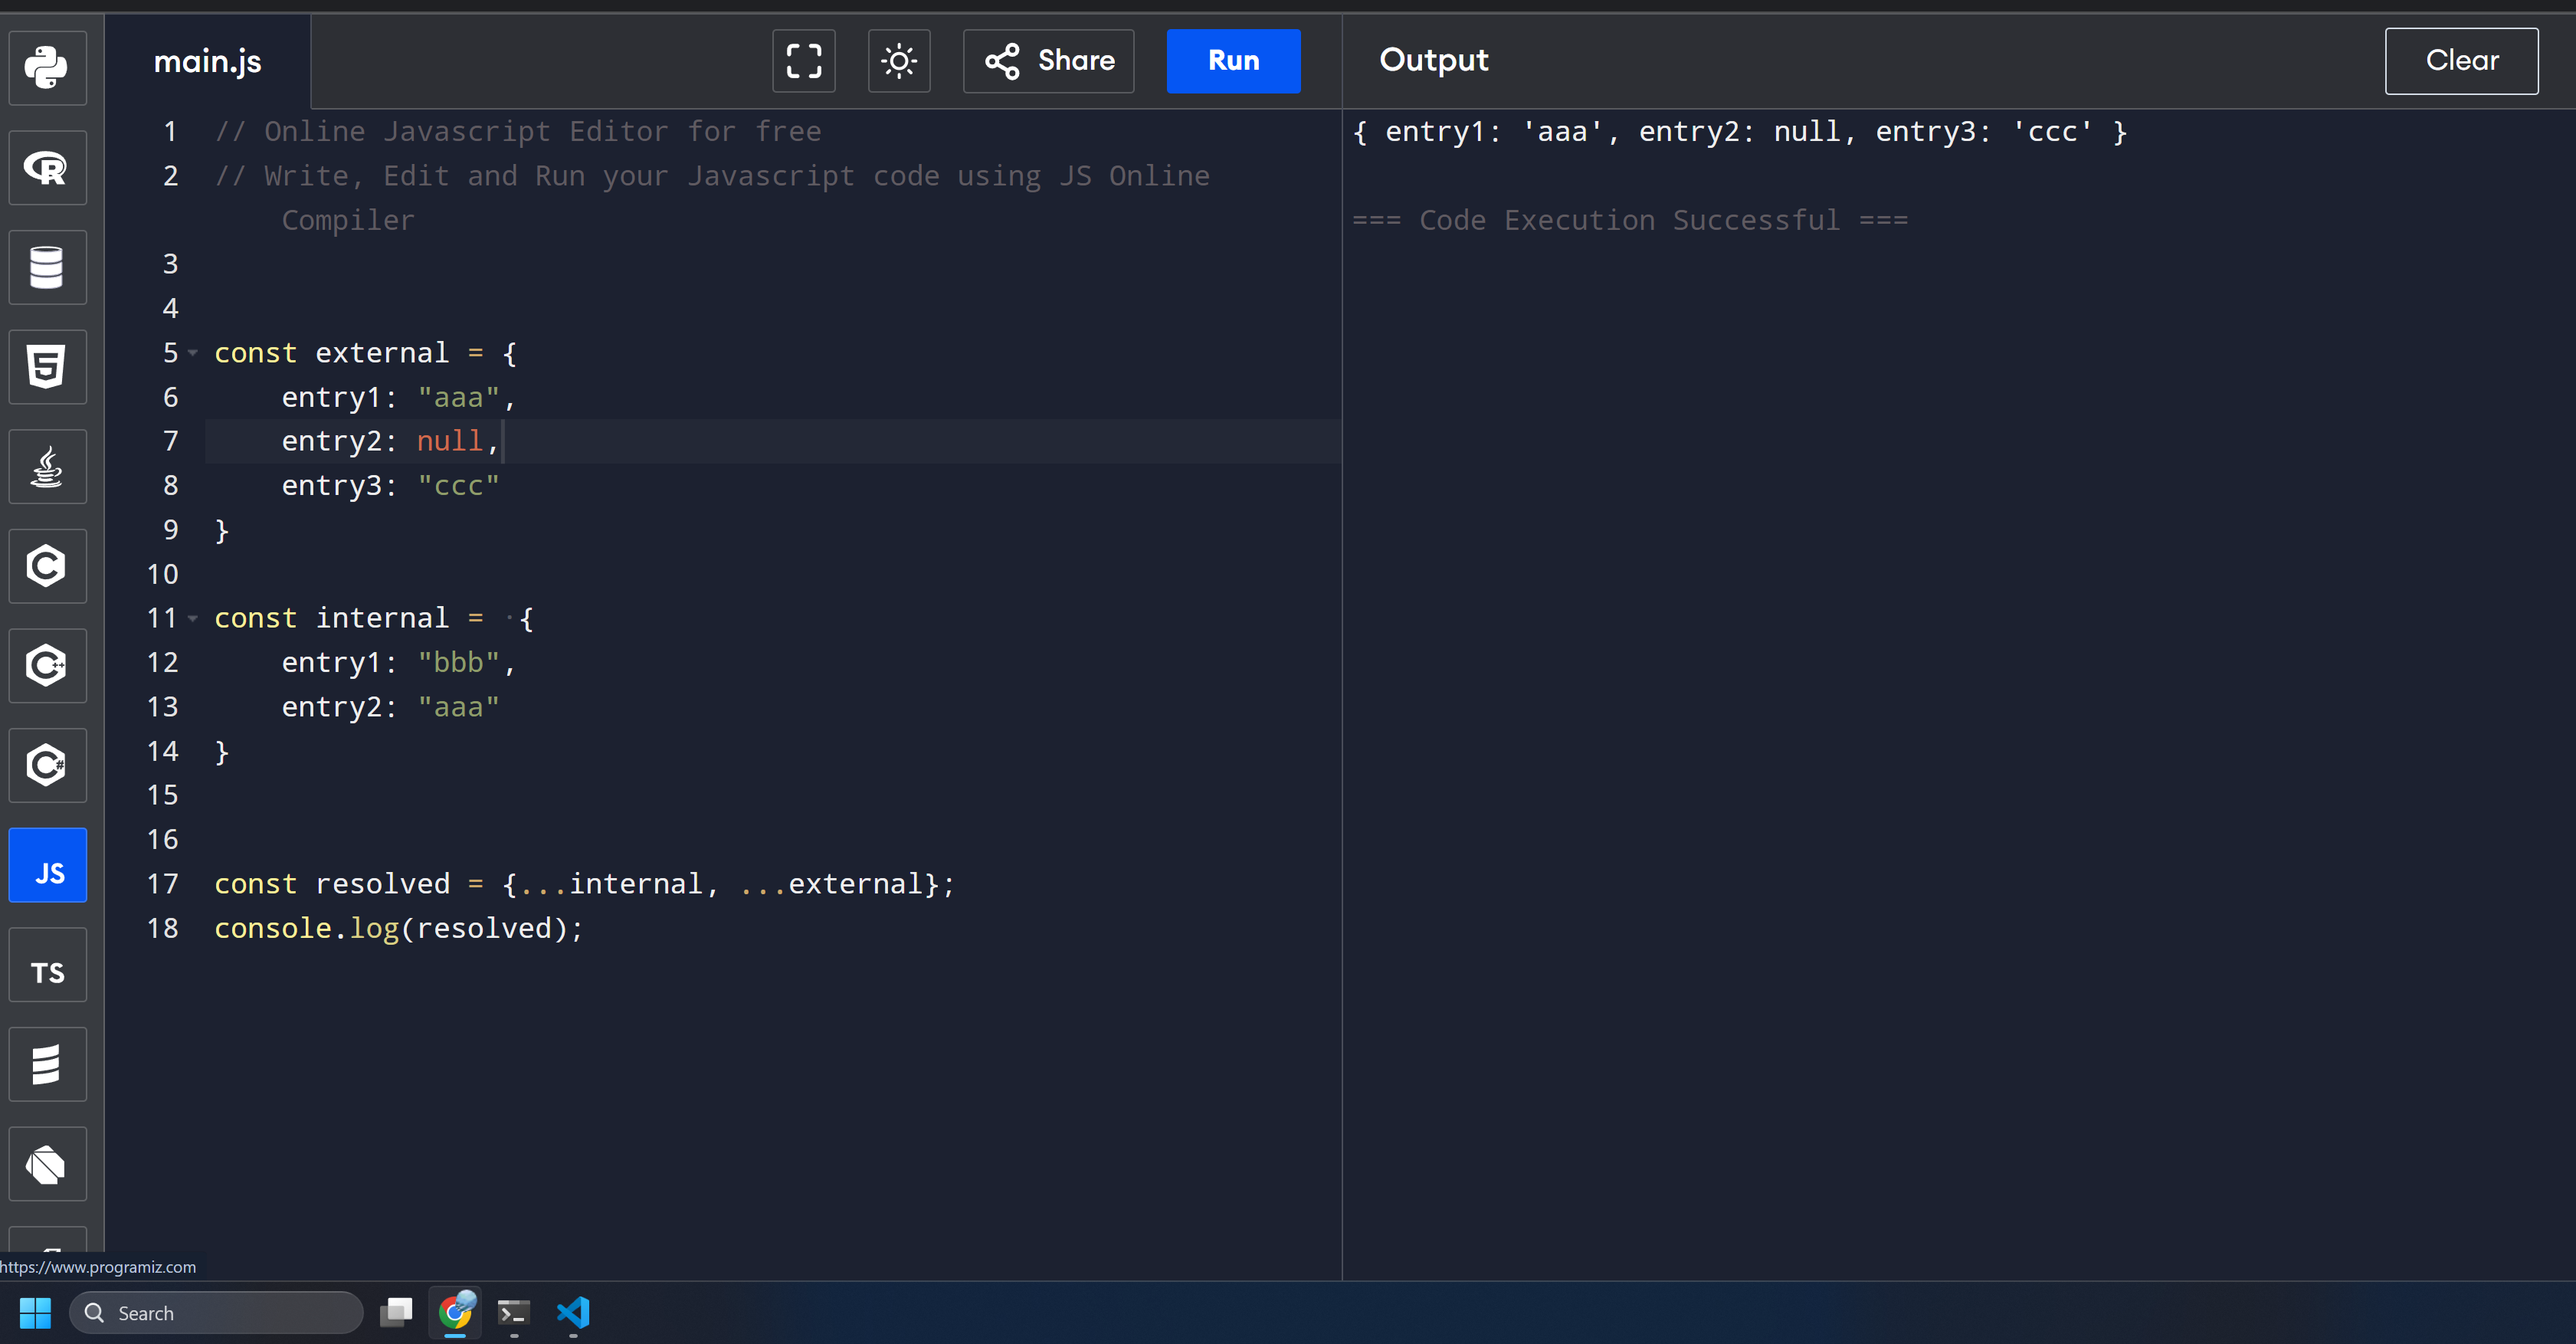 main.js
Share
Run
Output
Clear
1 // Online Javascript Editor for free
2 // Write, Edit and Run your Javascript code using JS Online
Compiler
3
4
5 const external = {
6     entry1: "aaa",
7     entry2: null,
8     entry3: "ccc"
9 }
10
11 const internal =  {
12     entry1: "bbb",
13     entry2: "aaa"
14 }
15
16
17 const resolved = {...internal, ...external};
18 console.log(resolved);
{ entry1: 'aaa', entry2: null, entry3: 'ccc' }
=== Code Execution Successful ===
R
5
C
C++
C#
JS
TS
https://www.programiz.com
Search